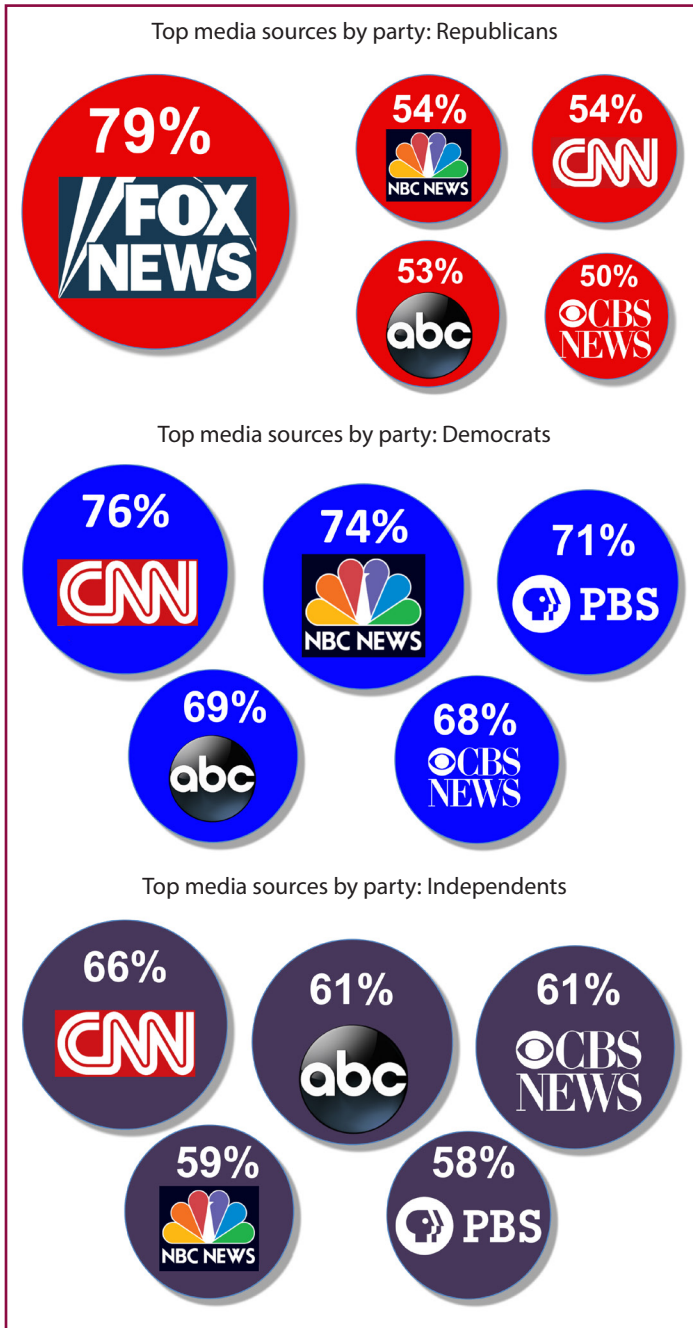 Top media sources by party: Republicans
79%
FOX
NEWS
54%
NBC NEWS
54%
CNN
53%
abc
50%
CBS
NEWS
Top media sources by party: Democrats
76%
CNN
74%
NBC NEWS
71%
PBS
69%
abc
68%
CBS
NEWS
Top media sources by party: Independents
66%
CNN
61%
abc
61%
CBS
NEWS
59%
NBC NEWS
58%
PBS